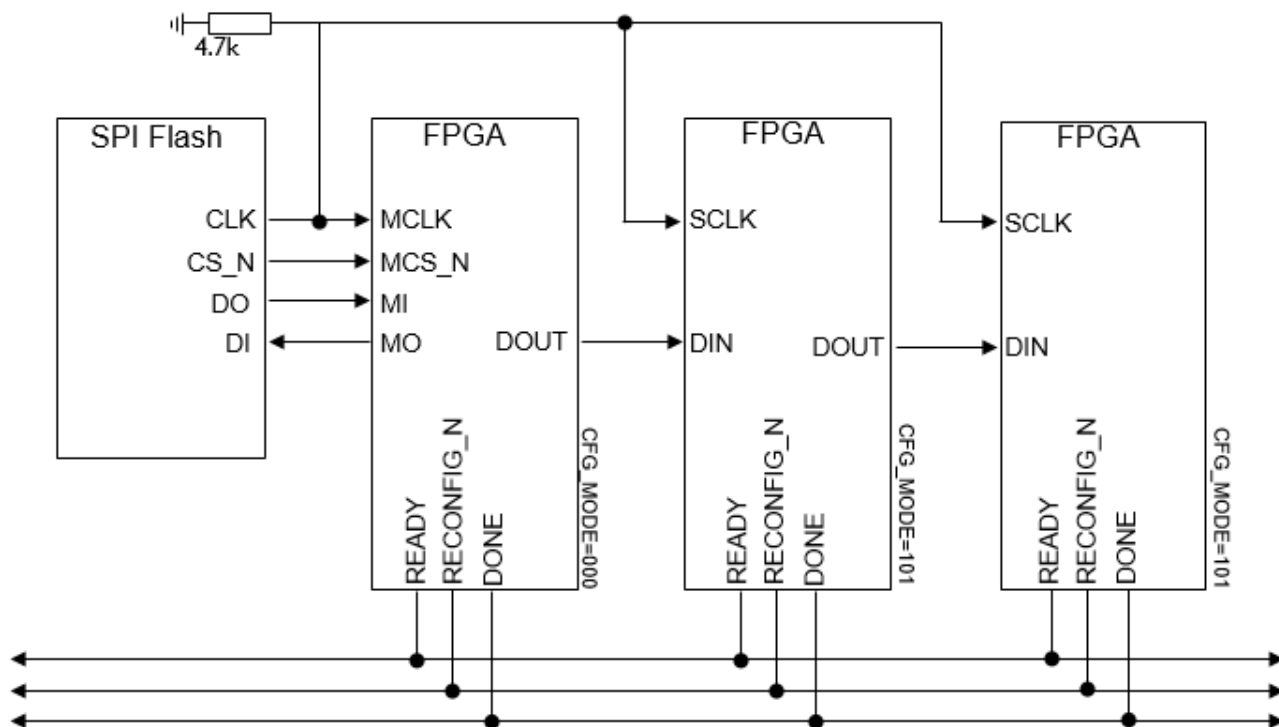 4.7k
SPI Flash
CLK
CS_N
DO
DI
FPGA
MCLK
MCS_N
MI
MO
DOUT
READY
RECONFIG_N
DONE
CFG_MODE=000
FPGA
SCLK
DIN
DOUT
READY
RECONFIG_N
DONE
CFG_MODE=101
FPGA
SCLK
DIN
READY
RECONFIG_N
DONE
CFG_MODE=101